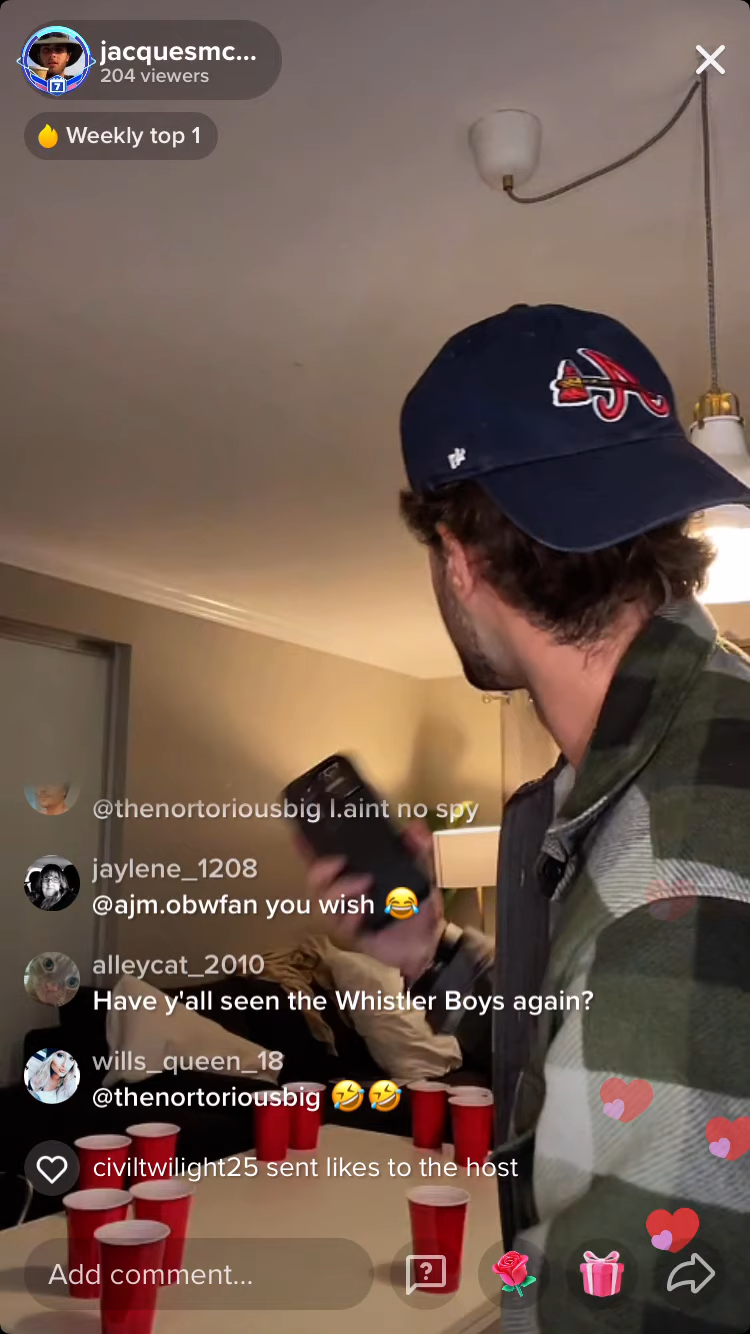 jacquesmc...
204 viewers
Weekly top 1
@thenortoriousbig I.aint no spy
jaylene_1208
@ajm.obwfan you wish 😂
alleycat_2010
Have y'all seen the Whistler Boys again?
wills_queen_18
@thenortoriousbig 🤣🤣
civiltwilight25 sent likes to the host
Add comment...